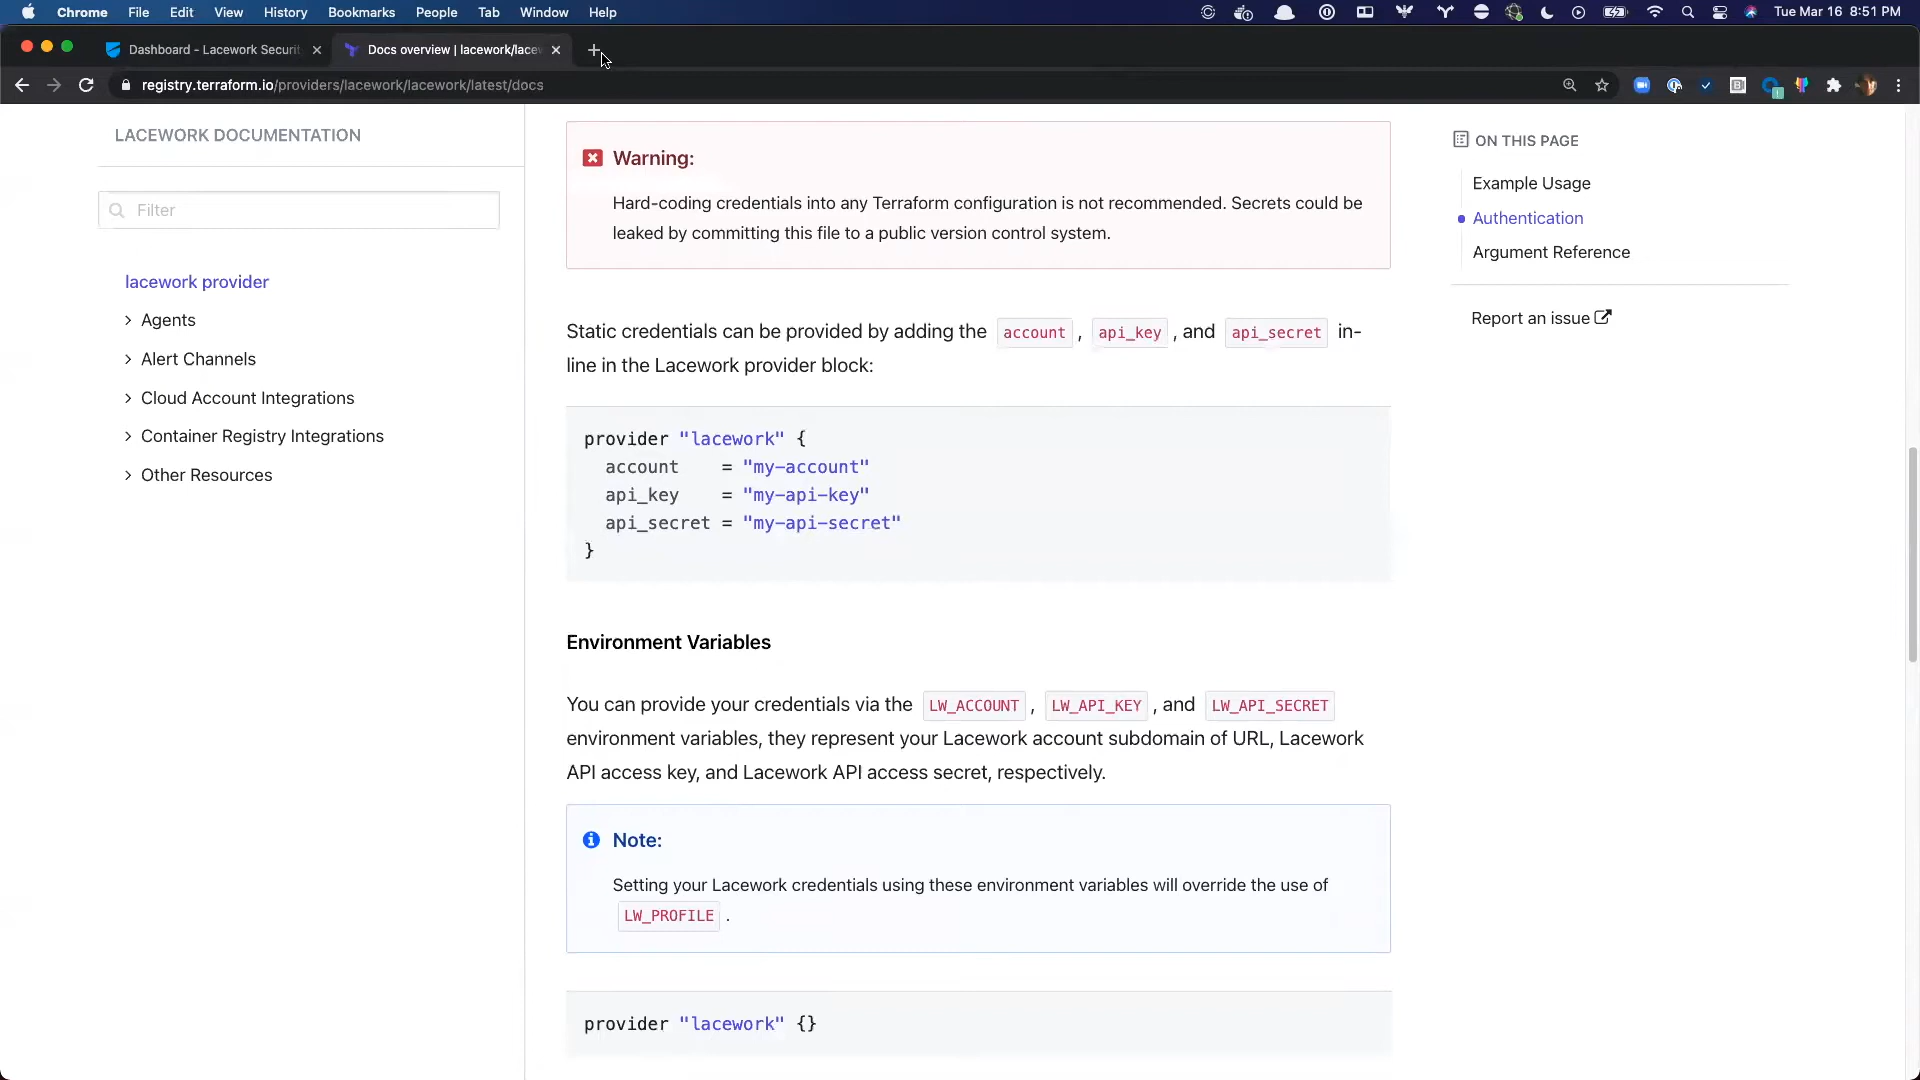 Chrome File Edit View History Bookmarks People Tab Window Help Tue Mar 16 8:51 PM
Dashboard - Lacework Securit Docs overview | lacework/lacew
registry.terraform.io/providers/lacework/lacework/latest/docs
LACEWORK DOCUMENTATION
Filter
lacework provider
Agents
Alert Channels
Cloud Account Integrations
Container Registry Integrations
Other Resources
Warning:
Hard-coding credentials into any Terraform configuration is not recommended. Secrets could be
leaked by committing this file to a public version control system.
Static credentials can be provided by adding the account , api_key , and api_secret in-
line in the Lacework provider block:
provider "lacework" {
account = "my-account"
api_key = "my-api-key"
api_secret = "my-api-secret"
}
Environment Variables
You can provide your credentials via the LW_ACCOUNT , LW_API_KEY , and LW_API_SECRET
environment variables, they represent your Lacework account subdomain of URL, Lacework
API access key, and Lacework API access secret, respectively.
Note:
Setting your Lacework credentials using these environment variables will override the use of
LW_PROFILE .
provider "lacework" {}
ON THIS PAGE
Example Usage
Authentication
Argument Reference
Report an issue